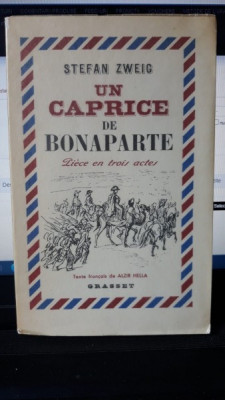 STEFAN ZWEIG
UN
CAPRICE
DE
BONAPARTE
Pièce en trois actes
Texte français de ALZIR HELLA
GRASSET